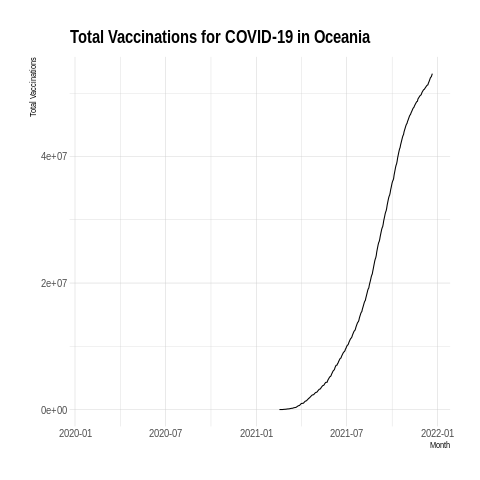 Total Vaccinations for COVID-19 in Oceania
Total Vaccinations
4e+07
2e+07
0e+00
2020-01 2020-07 2021-01 2021-07 2022-01
Month